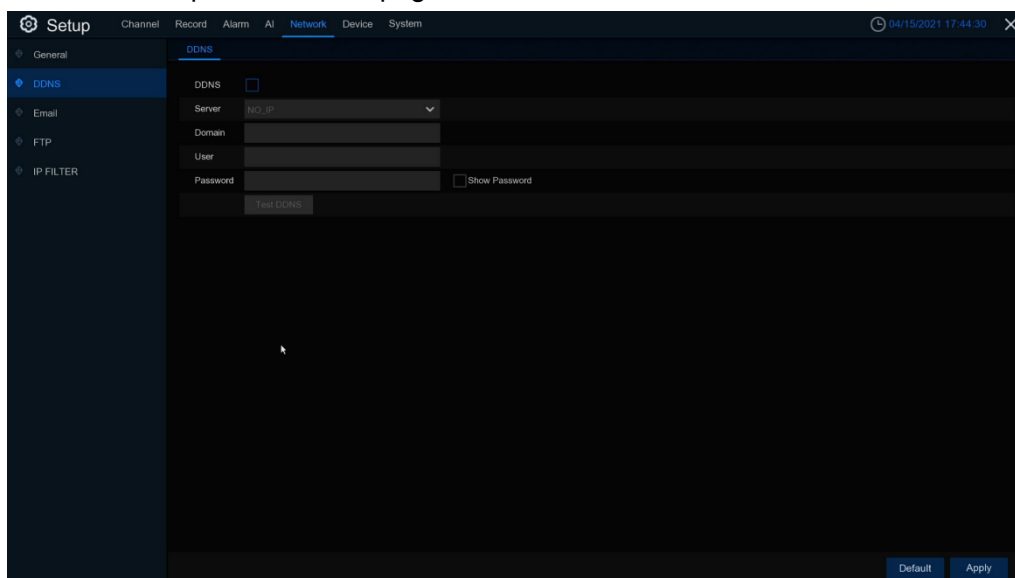 Setup Channel Record Alarm AI Network Device System 04/15/2021 17:44:30
General
DDNS
Email
FTP
IP FILTER
DDNS
DDNS
Server NO_IP
Domain
User
Password Show Password
Test DDNS
Default Apply